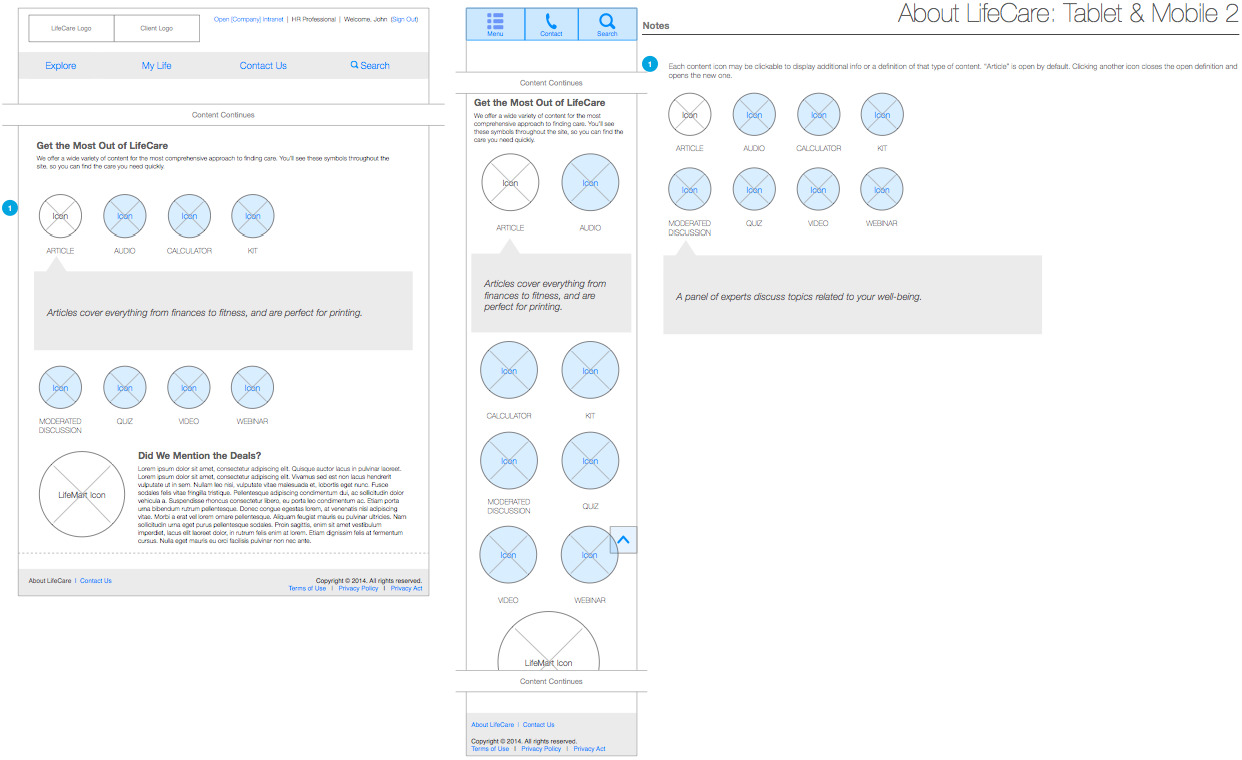 About LifeCare: Tablet & Mobile 2
LifeCare Logo
Client Logo
Open [Company] Intranet | HR Professional | Welcome, John (Sign Out)
Explore
My Life
Contact Us
Search
Content Continues
Get the Most Out of LifeCare
We offer a wide variety of content for the most comprehensive approach to finding care. You'll see these symbols throughout the
site, so you can find the care you need quickly.
1
Icon
Icon
Icon
Icon
ARTICLE
AUDIO
CALCULATOR
KIT
Articles cover everything from finances to fitness, and are perfect for printing.
Icon
Icon
Icon
Icon
MODERATED
DISCUSSION
QUIZ
VIDEO
WEBINAR
LifeMart Icon
Did We Mention the Deals?
Lorem ipsum dolor sit amet, consectetur adipiscing elit. Quisque auctor lacus in pulvinar laoreet.
Lorem ipsum dolor sit amet, consectetur adipiscing elit. Vivamus sed est non lacus hendrerit
vulputate ut in sem. Nullam leo nisi, vulputate vitae malesuada et, lobortis eget nunc. Fusce
sodales felis vitae fringilla tristique. Pellentesque adipiscing condimentum dui, ac sollicitudin dolor
vehicula a. Suspendisse rhoncus consectetur libero, eu porta leo condimentum ac. Etiam porta
urna bibendum rutrum pellentesque. Donec congue egestas lorem, at venenatis nisl adipiscing
vitae. Morbi a erat vel lorem ornare pellentesque. Aliquam feugiat mauris eu pulvinar ultricies. Nam
sollicitudin urna eget purus pellentesque sodales. Proin sagittis, enim sit amet vestibulum
imperdiet, lacus elit laoreet dolor, in rutrum felis enim at lorem. Etiam dignissim felis at fermentum
cursus. Nulla eget mauris eu orci facilisis pulvinar non nec ante.
About LifeCare | Contact Us
Copyright © 2014. All rights reserved.
Terms of Use | Privacy Policy | Privacy Act
Menu
Contact
Search
Content Continues
Get the Most Out of LifeCare
We offer a wide variety of content for the most
comprehensive approach to finding care. You'll see
these symbols throughout the site, so you can find the
care you need quickly.
Icon
Icon
ARTICLE
AUDIO
Articles cover everything from
finances to fitness, and are
perfect for printing.
Icon
Icon
CALCULATOR
KIT
Icon
Icon
MODERATED
DISCUSSION
QUIZ
Icon
Icon
VIDEO
WEBINAR
LifeMart Icon
Content Continues
About LifeCare | Contact Us
Copyright © 2014. All rights reserved.
Terms of Use | Privacy Policy | Privacy Act
Notes
1
Each content icon may be clickable to display additional info or a definition of that type of content. "Article" is open by default. Clicking another icon closes the open definition and
opens the new one.
Icon
Icon
Icon
Icon
ARTICLE
AUDIO
CALCULATOR
KIT
Icon
Icon
Icon
Icon
MODERATED
DISCUSSION
QUIZ
VIDEO
WEBINAR
A panel of experts discuss topics related to your well-being.